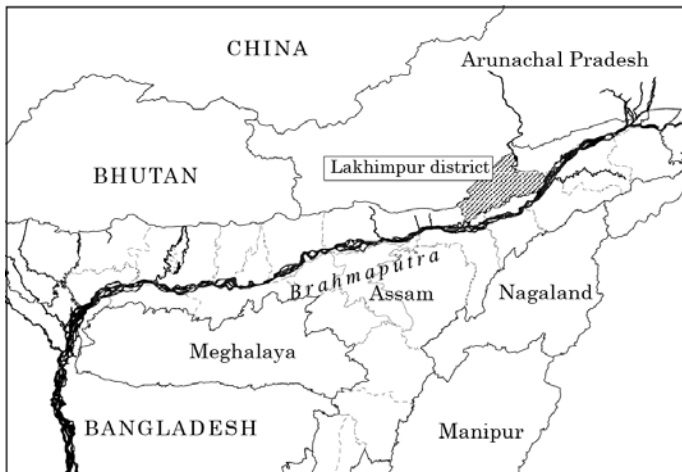 CHINA
Arunachal Pradesh
Lakhimpur district
BHUTAN
Brahmaputra
Assam
Nagaland
Meghalaya
BANGLADESH
Manipur